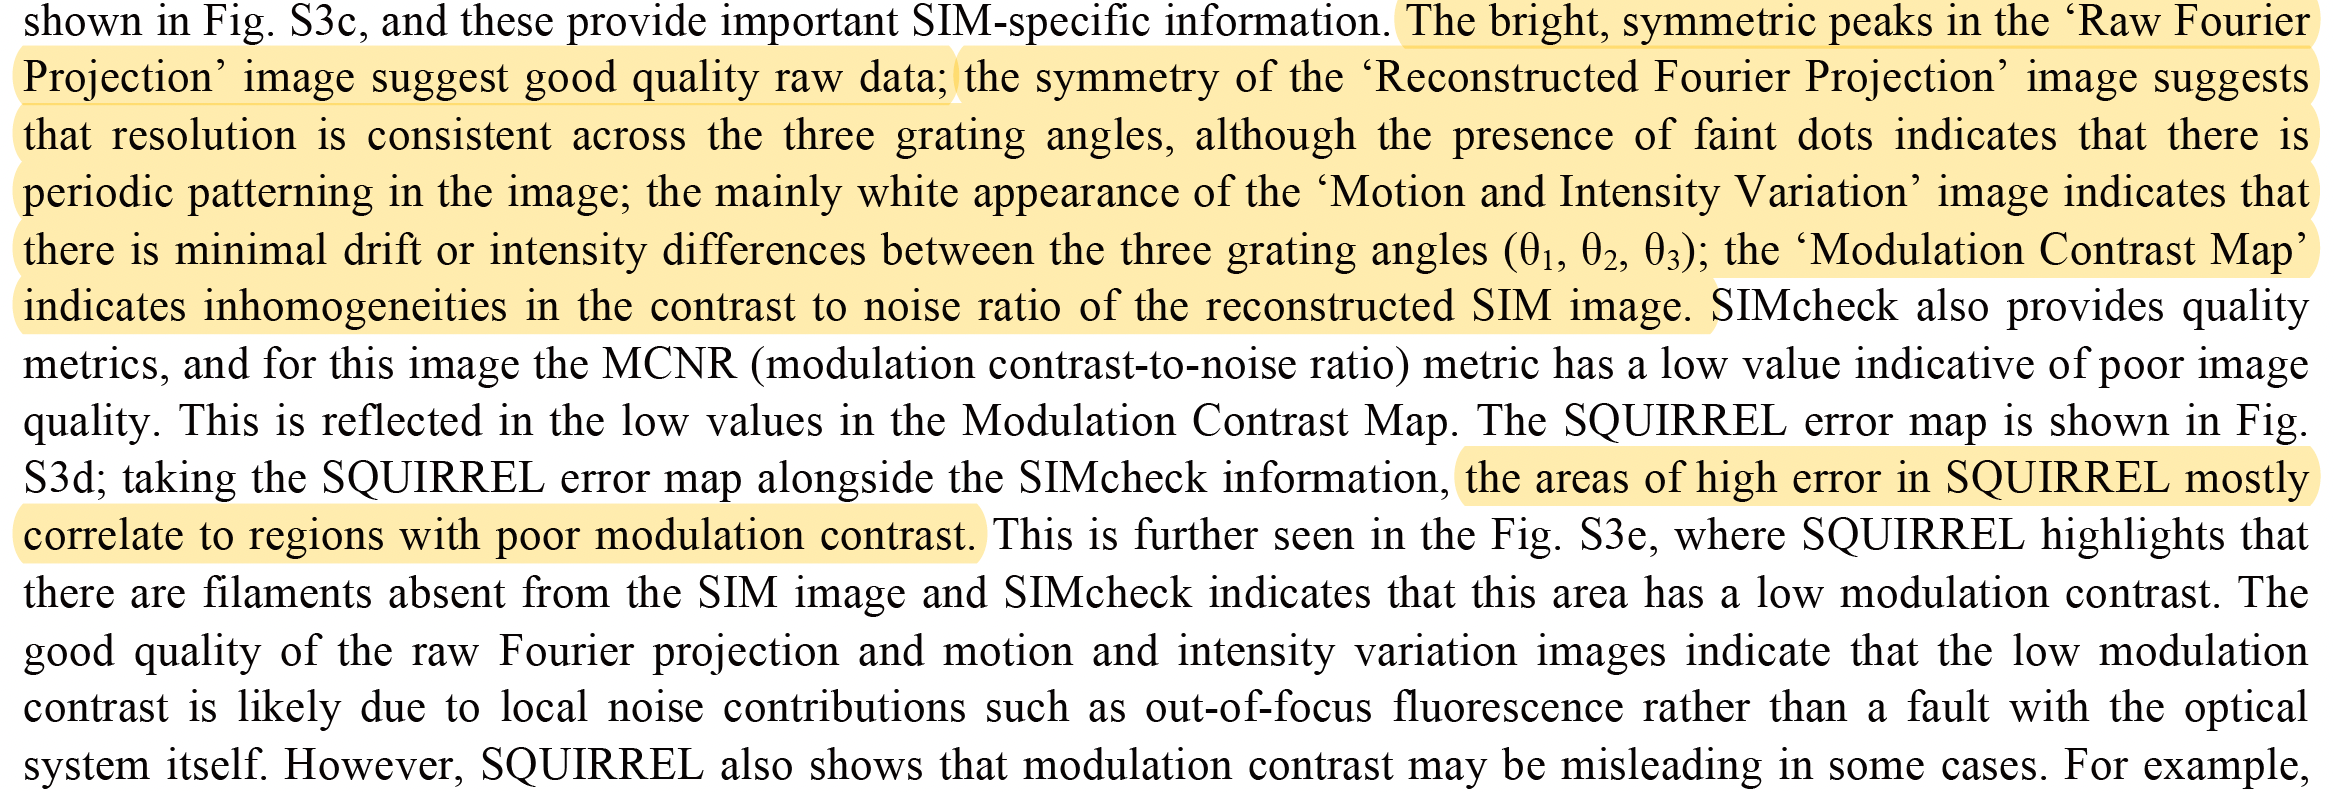 shown in Fig. S3c, and these provide important SIM-specific information. The bright, symmetric peaks in the ‘Raw Fourier
Projection’ image suggest good quality raw data; the symmetry of the ‘Reconstructed Fourier Projection’ image suggests
that resolution is consistent across the three grating angles, although the presence of faint dots indicates that there is
periodic patterning in the image; the mainly white appearance of the ‘Motion and Intensity Variation’ image indicates that
there is minimal drift or intensity differences between the three grating angles (θ₁, θ₂, θ₃); the ‘Modulation Contrast Map’
indicates inhomogeneities in the contrast to noise ratio of the reconstructed SIM image. SIMcheck also provides quality
metrics, and for this image the MCNR (modulation contrast-to-noise ratio) metric has a low value indicative of poor image
quality. This is reflected in the low values in the Modulation Contrast Map. The SQUIRREL error map is shown in Fig.
S3d; taking the SQUIRREL error map alongside the SIMcheck information, the areas of high error in SQUIRREL mostly
correlate to regions with poor modulation contrast. This is further seen in the Fig. S3e, where SQUIRREL highlights that
there are filaments absent from the SIM image and SIMcheck indicates that this area has a low modulation contrast. The
good quality of the raw Fourier projection and motion and intensity variation images indicate that the low modulation
contrast is likely due to local noise contributions such as out-of-focus fluorescence rather than a fault with the optical
system itself. However, SQUIRREL also shows that modulation contrast may be misleading in some cases. For example,